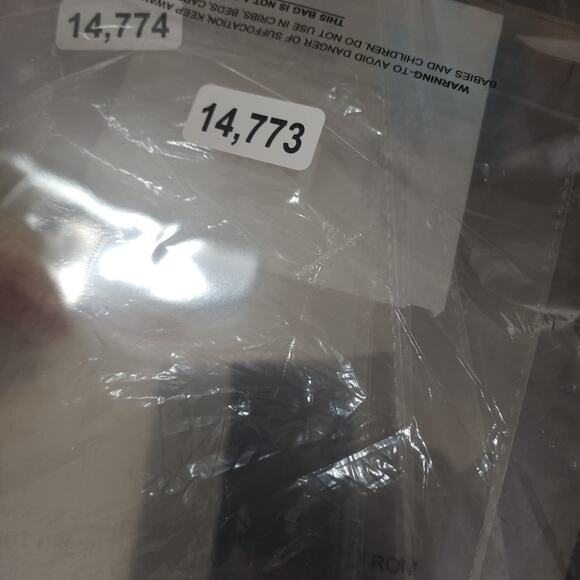 14,774
14,773
WARNING-TO AVOID DANGER OF SUFFOCATION, KEEP AWAY
BABIES AND CHILDREN. DO NOT USE IN CRIBS, BEDS,
THIS BAG IS NOT A
FROM